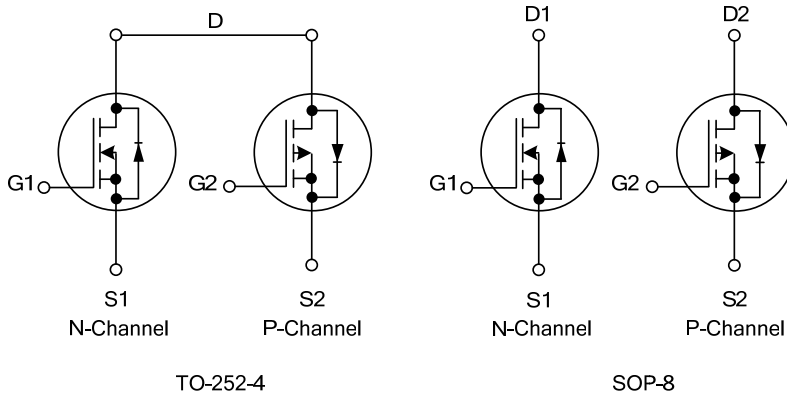 D D1 D2
G1 G2 G1 G2
S1 S2 S1 S2
N-Channel P-Channel N-Channel P-Channel
TO-252-4 SOP-8